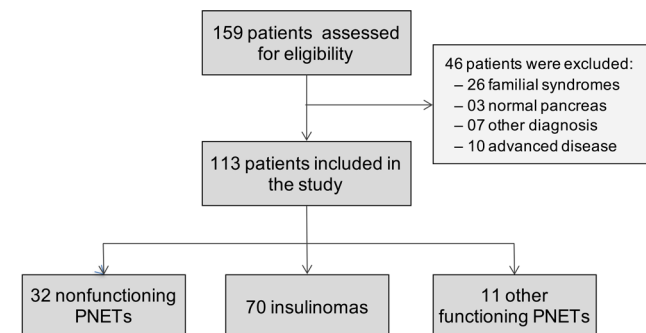 159 patients assessed
for eligibility
46 patients were excluded:
– 26 familial syndromes
– 03 normal pancreas
– 07 other diagnosis
– 10 advanced disease
113 patients included in
the study
32 nonfunctioning
PNETs
70 insulinomas
11 other
functioning PNETs